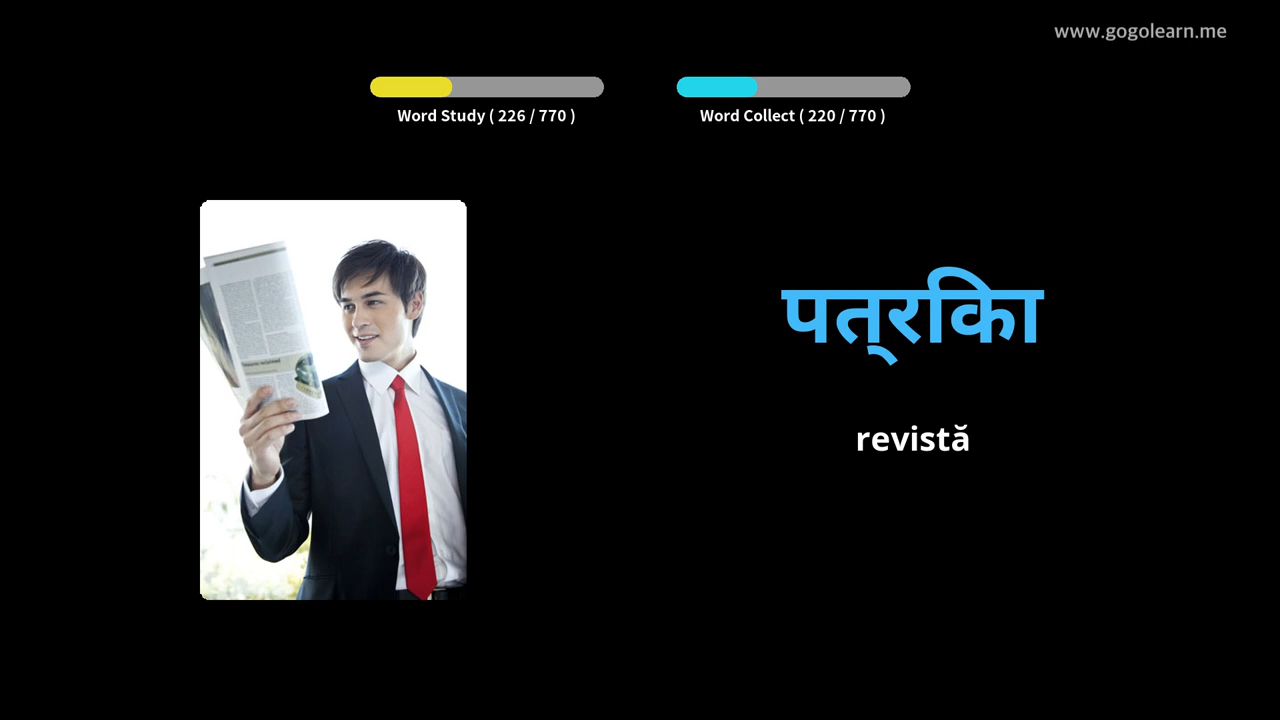 www.gogolearn.me
Word Study ( 226 / 770 )
Word Collect ( 220 / 770 )
पत्रिका
revistă